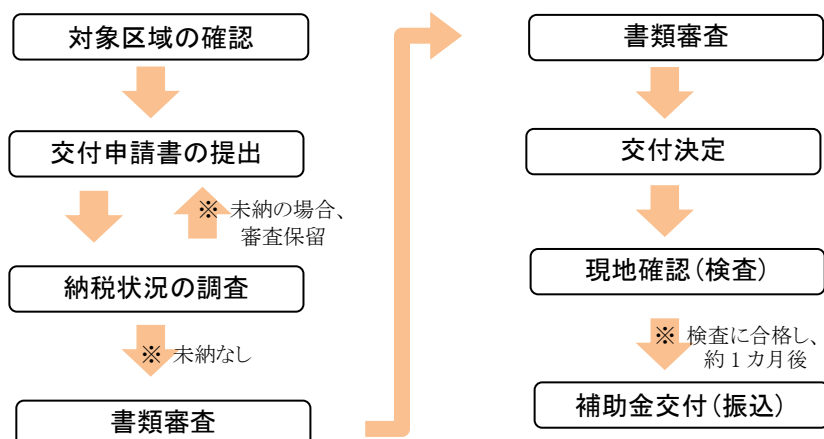 対象区域の確認
交付申請書の提出
※ 未納の場合、
審査保留
納税状況の調査
※ 未納なし
書類審査
書類審査
交付決定
現地確認（検査）
※ 検査に合格し、
約１カ月後
補助金交付（振込）